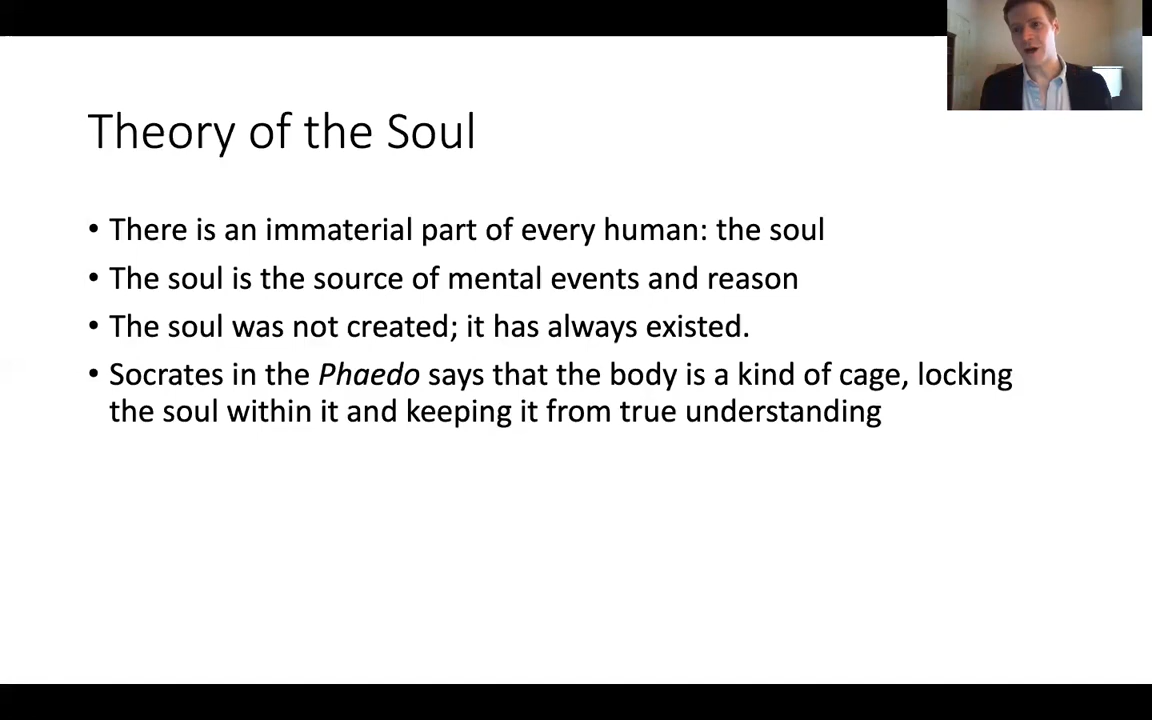 Theory of the Soul
• There is an immaterial part of every human: the soul
• The soul is the source of mental events and reason
• The soul was not created; it has always existed.
• Socrates in the Phaedo says that the body is a kind of cage, locking
the soul within it and keeping it from true understanding